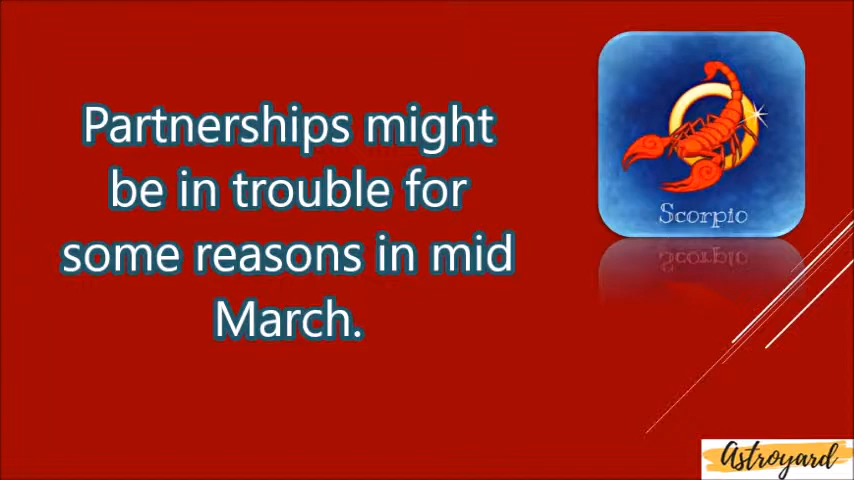 Partnerships might
be in trouble for
some reasons in mid
March.
Scorpio
Astroyard